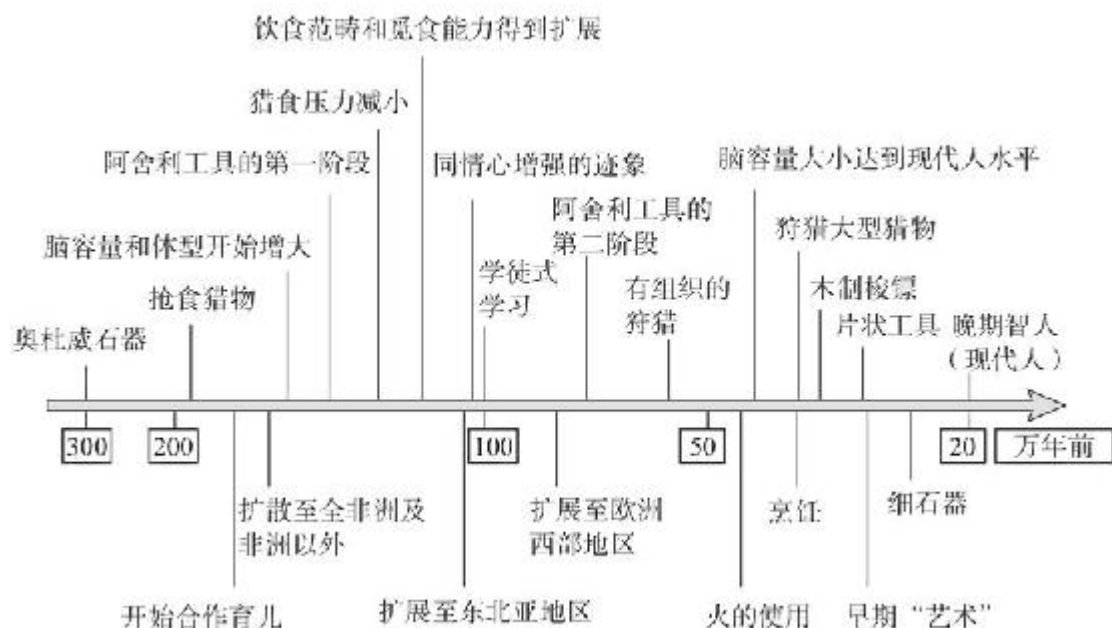 饮食范畴和觅食能力得到扩展
猎食压力减小
阿舍利工具的第一阶段
同情心增强的迹象
脑容量大小达到现代人水平
阿舍利工具的
第二阶段
狩猎大型猎物
脑容量和体型开始增大
学徒式
学习
有组织的
狩猎
木制梭镖
抢食猎物
片状工具
晚期智人
（现代人）
奥杜威石器
300
200
100
50
20
万年前
扩散至全非洲及
非洲以外
扩展至欧洲
西部地区
烹饪
细石器
开始合作育儿
扩展至东北亚地区
火的使用
早期“艺术”